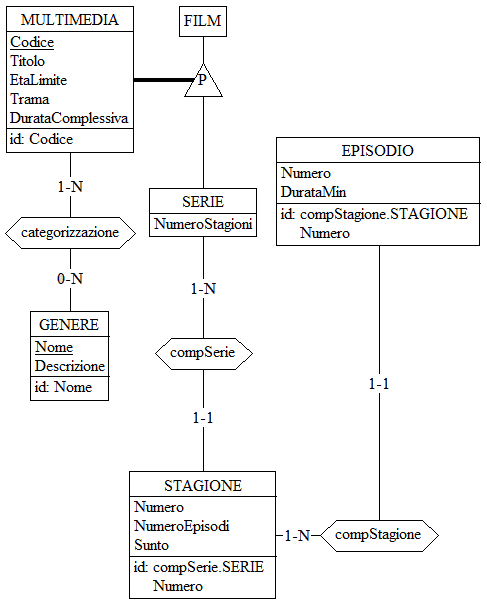 MULTIMEDIA
Codice
Titolo
EtaLimite
Trama
DurataComplessiva
id: Codice
FILM
P
1-N
categorizzazione
0-N
GENERE
Nome
Descrizione
id: Nome
SERIE
NumeroStagioni
1-N
compSerie
1-1
EPISODIO
Numero
DurataMin
id: compStagione.STAGIONE
Numero
1-1
STAGIONE
Numero
NumeroEpisodi
Sunto
id: compSerie.SERIE
Numero
1-N
compStagione